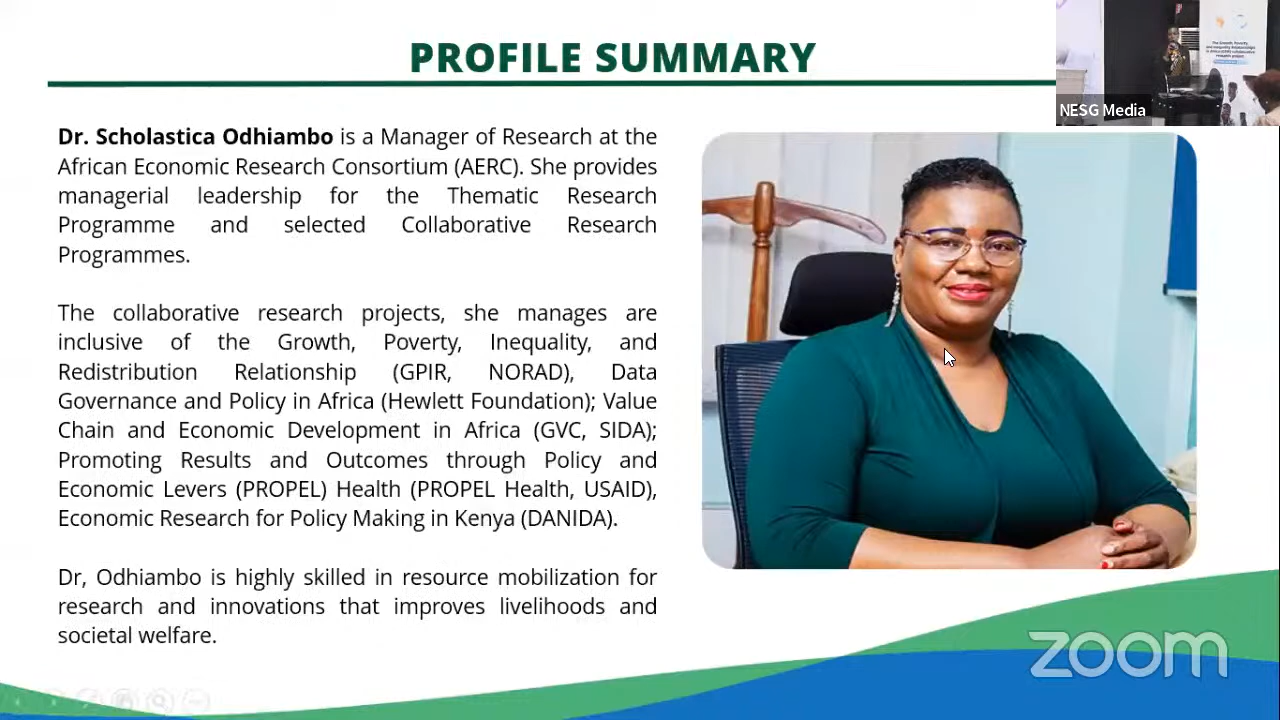 PROFILE SUMMARY
NESG Media
Dr. Scholastica Odhiambo is a Manager of Research at the
African Economic Research Consortium (AERC). She provides
managerial leadership for the Thematic Research
Programme and selected Collaborative Research
Programmes.
The collaborative research projects, she manages are
inclusive of the Growth, Poverty, Inequality, and
Redistribution Relationship (GPIR, NORAD), Data
Governance and Policy in Africa (Hewlett Foundation); Value
Chain and Economic Development in Africa (GVC, SIDA);
Promoting Results and Outcomes through Policy and
Economic Levers (PROPEL) Health (PROPEL Health, USAID),
Economic Research for Policy Making in Kenya (DANIDA).
Dr, Odhiambo is highly skilled in resource mobilization for
research and innovations that improves livelihoods and
societal welfare.
zoom